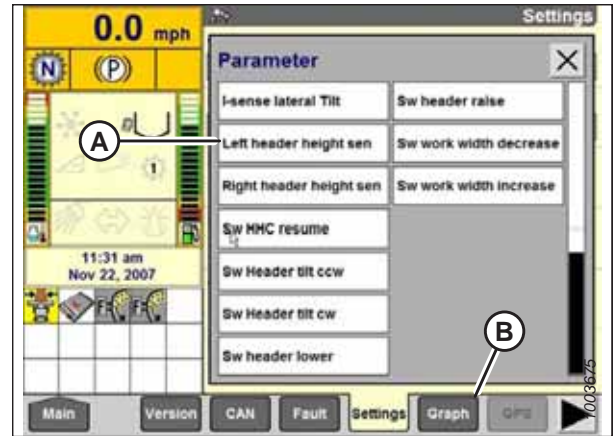 0.0 mph
Settings
N
(P)
Parameter
I-sense lateral Tilt
Sw header raise
A
Left header height sen
Sw work width decrease
1
Right header height sen
Sw work width increase
Sw HHC resume
11:31 am
Nov 22, 2007
Sw Header tilt ccw
Sw Header tilt cw
B
Sw header lower
Main
Version
CAN
Fault
Settings
Graph
GPS
1003675